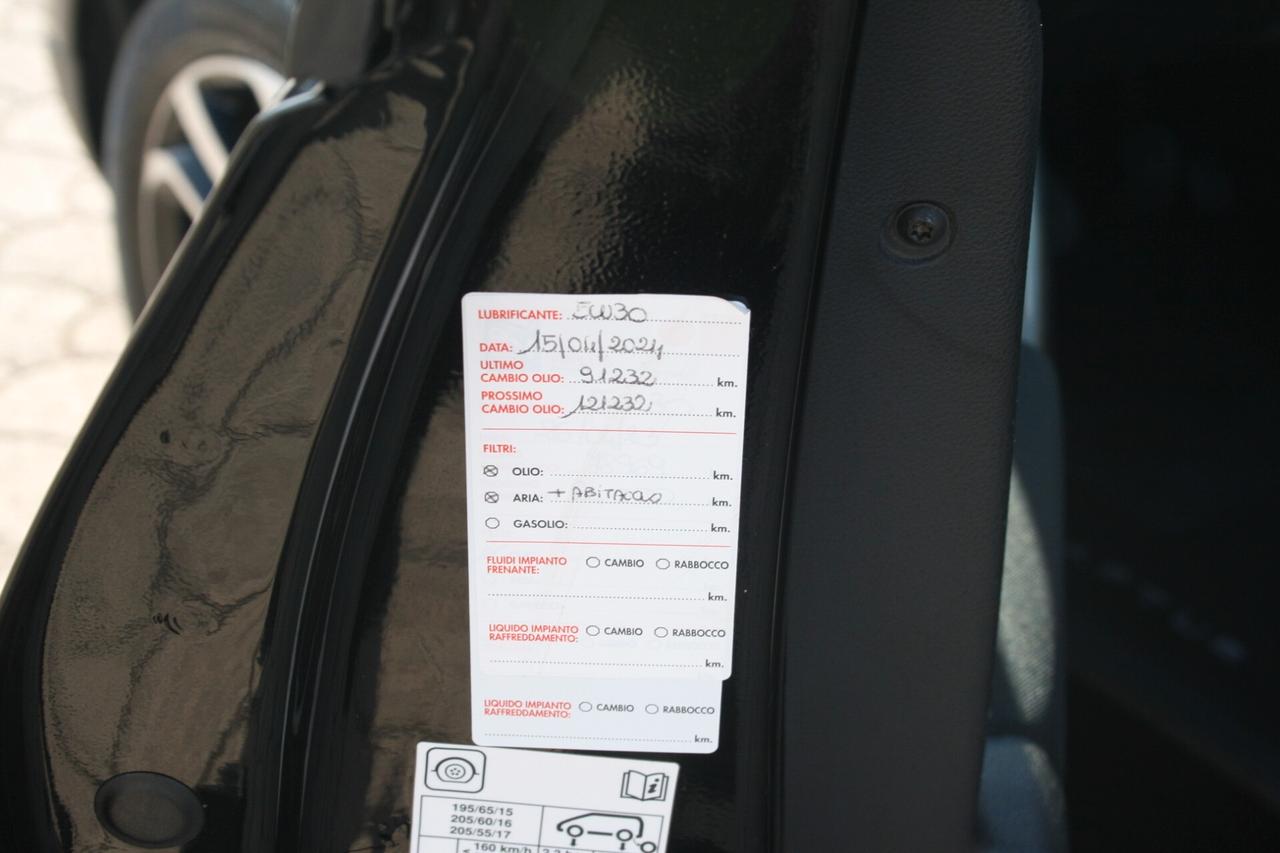 LUBRIFICANTE: 5W30
DATA: 15/04/2024
ULTIMO
CAMBIO OLIO: 91232 km.
PROSSIMO
CAMBIO OLIO: 121232 km.
FILTRI:
OLIO: km.
ARIA: + ABITACOLO km.
GASOLIO: km.
FLUIDI IMPIANTO
FRENANTE: CAMBIO RABBOCCO
km.
LIQUIDO IMPIANTO
RAFFREDDAMENTO: CAMBIO RABBOCCO
km.
LIQUIDO IMPIANTO
RAFFREDDAMENTO: CAMBIO RABBOCCO
km.
195/65/15
205/60/16
205/55/17
160 km/h